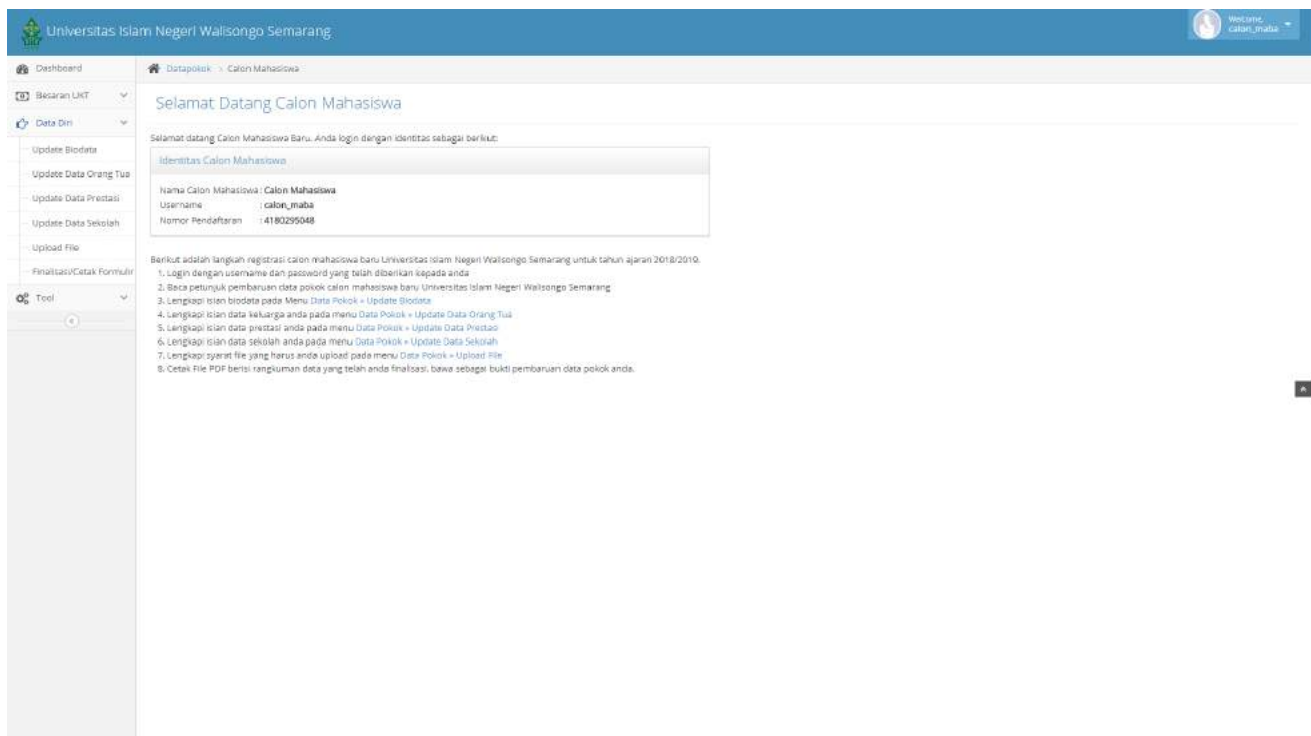 Universitas Islam Negeri Walisongo Semarang
Welcome,
calon_maba
Dashboard
Besaran UKT
Data Diri
Update Biodata
Update Data Orang Tua
Update Data Prestasi
Update Data Sekolah
Upload File
Finalisasi/Cetak Formulir
Tool
Datapokok > Calon Mahasiswa
Selamat Datang Calon Mahasiswa
Selamat datang Calon Mahasiswa Baru. Anda login dengan identitas sebagai berikut:
Identitas Calon Mahasiswa
Nama Calon Mahasiswa : Calon Mahasiswa
Username : calon_maba
Nomor Pendaftaran : 4180295048
Berikut adalah langkah registrasi calon mahasiswa baru Universitas Islam Negeri Walisongo Semarang untuk tahun ajaran 2018/2019.
1. Login dengan username dan password yang telah diberikan kepada anda
2. Baca petunjuk pembaruan data pokok calon mahasiswa baru Universitas Islam Negeri Walisongo Semarang
3. Lengkapi isian biodata pada Menu Data Pokok » Update Biodata
4. Lengkapi isian data keluarga anda pada menu Data Pokok » Update Data Orang Tua
5. Lengkapi isian data prestasi anda pada menu Data Pokok » Update Data Prestasi
6. Lengkapi isian data sekolah anda pada menu Data Pokok » Update Data Sekolah
7. Lengkapi syarat file yang harus anda upload pada menu Data Pokok » Upload File
8. Cetak File PDF berisi rangkuman data yang telah anda finalisasi. bawa sebagai bukti pembaruan data pokok anda.